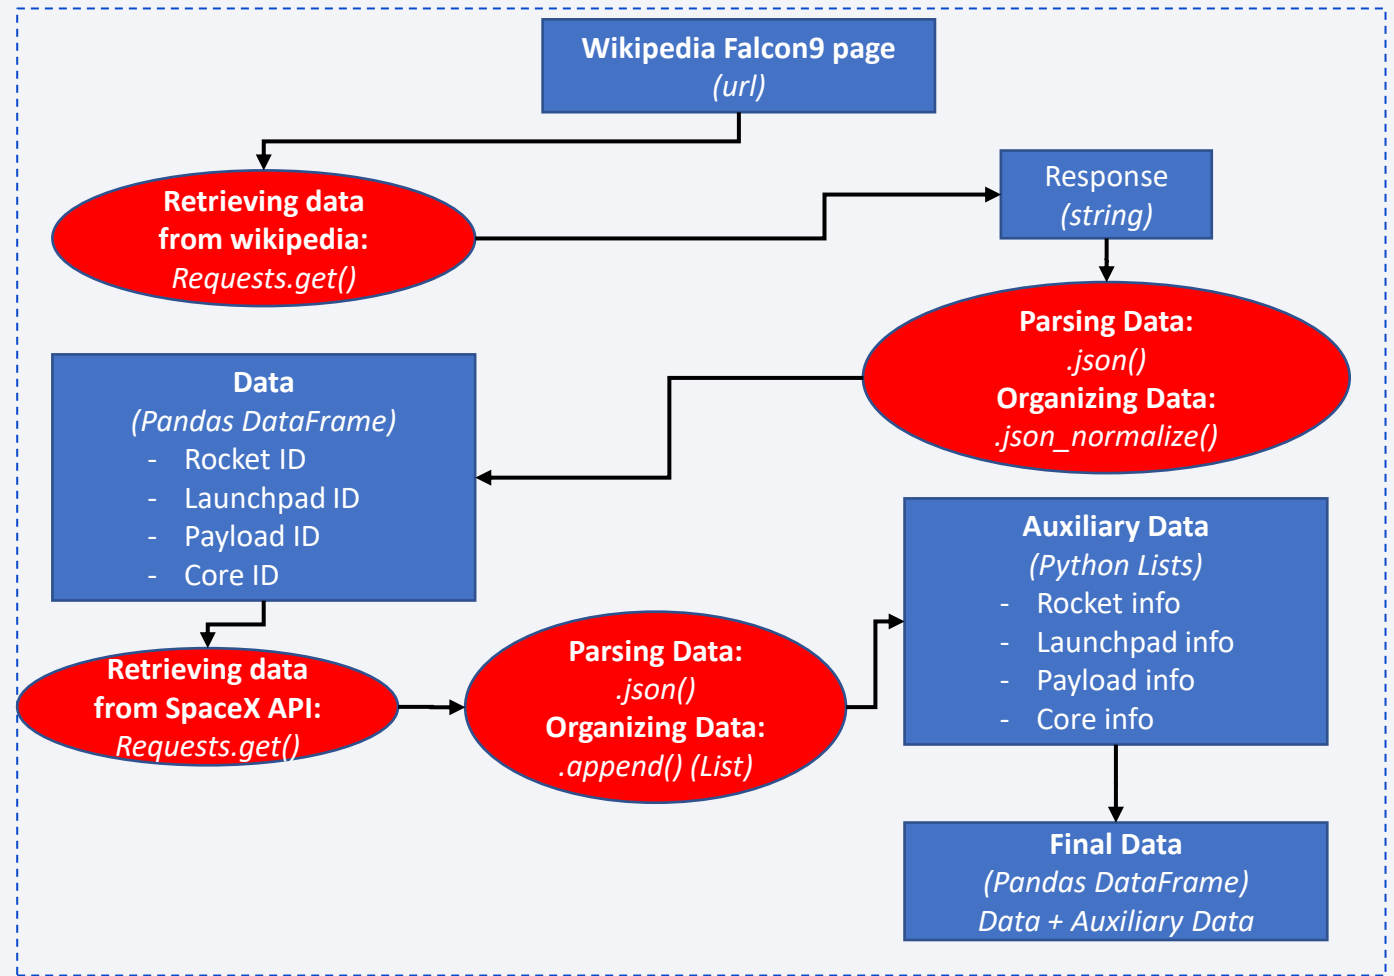 Wikipedia Falcon9 page
(url)
Retrieving data
from wikipedia:
Requests.get()
Response
(string)
Parsing Data:
.json()
Organizing Data:
.json_normalize()
Data
(Pandas DataFrame)
- Rocket ID
- Launchpad ID
- Payload ID
- Core ID
Retrieving data
from SpaceX API:
Requests.get()
Parsing Data:
.json()
Organizing Data:
.append() (List)
Auxiliary Data
(Python Lists)
- Rocket info
- Launchpad info
- Payload info
- Core info
Final Data
(Pandas DataFrame)
Data + Auxiliary Data